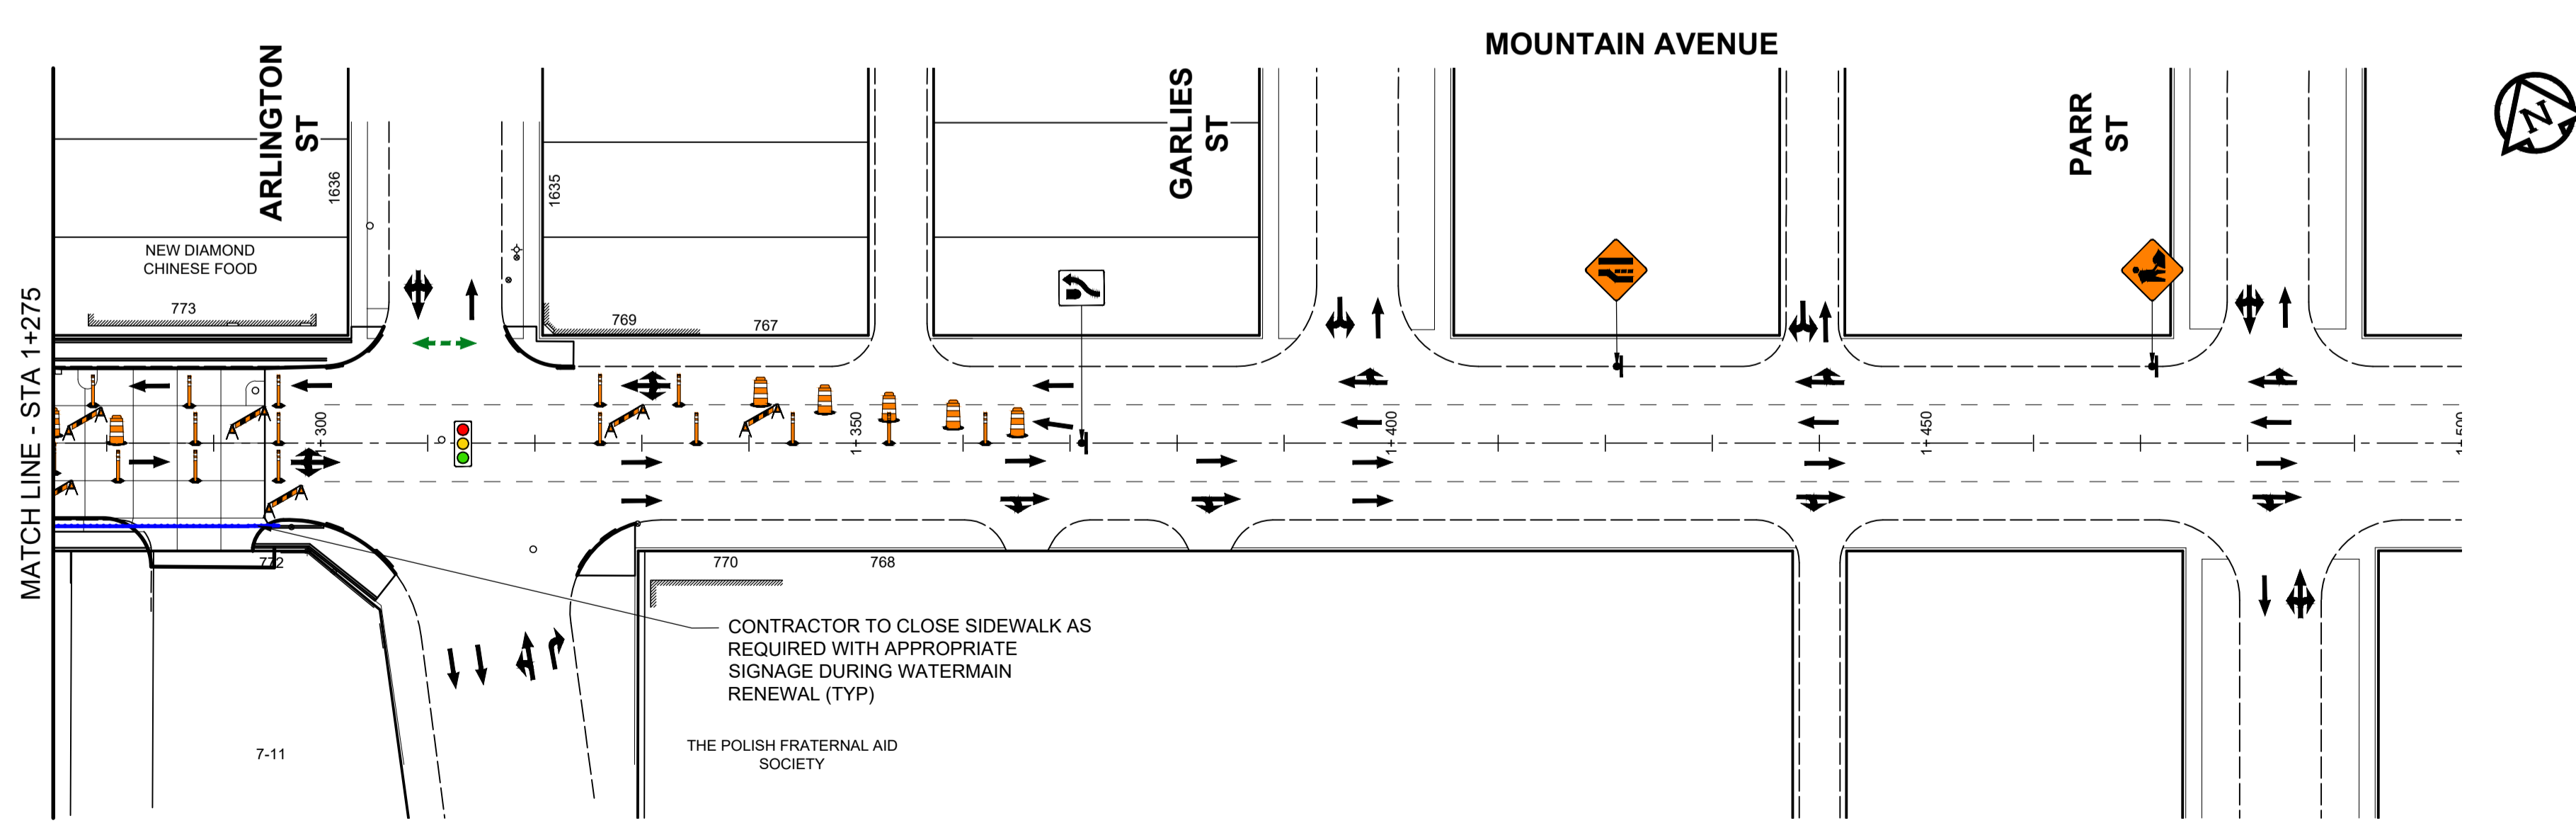 MOUNTAIN AVENUE
ARLINGTON
ST
GARLIES
ST
PARR
ST
N
1636
1635
NEW DIAMOND
CHINESE FOOD
773
769
767
MATCH LINE - STA 1+275
1+300
1+350
1+400
1+450
1+500
772
770
768
CONTRACTOR TO CLOSE SIDEWALK AS
REQUIRED WITH APPROPRIATE
SIGNAGE DURING WATERMAIN
RENEWAL (TYP)
THE POLISH FRATERNAL AID
SOCIETY
7-11